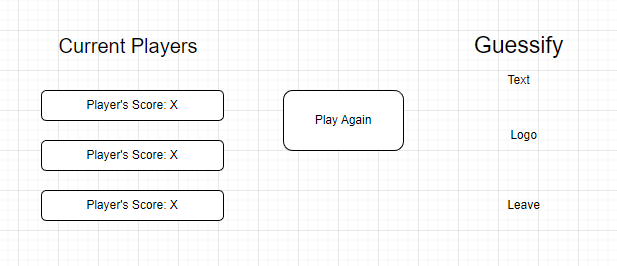 Current Players
Player's Score: X
Player's Score: X
Player's Score: X
Play Again
Guessify
Text
Logo
Leave